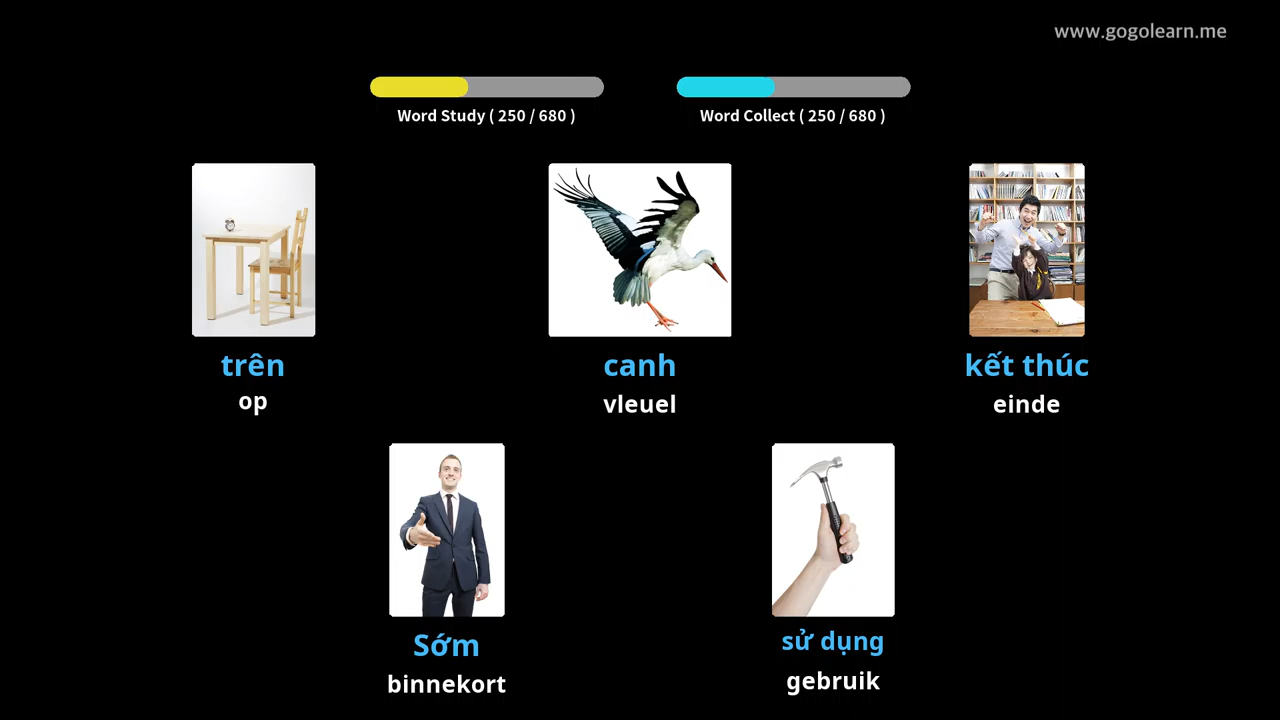 www.gogolearn.me
Word Study ( 250 / 680 )
Word Collect ( 250 / 680 )
trên
op
canh
vleuel
kết thúc
einde
Sớm
binnekort
sử dụng
gebruik